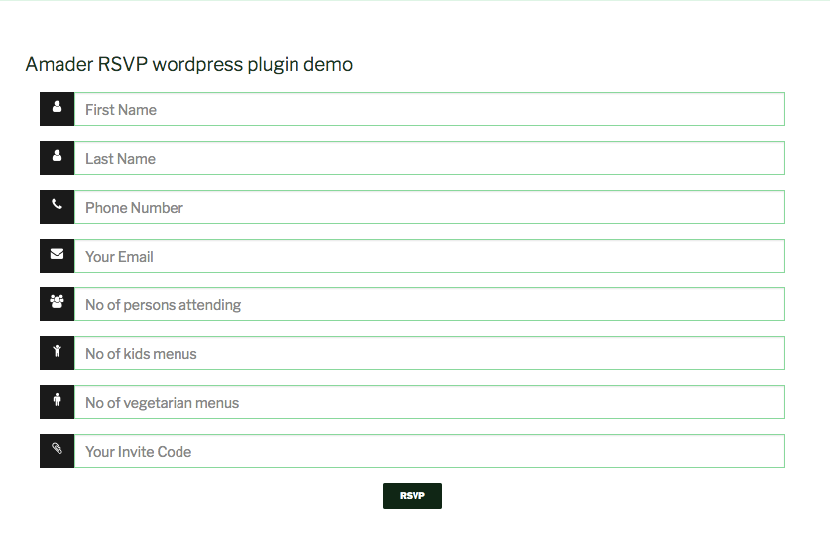 Amader RSVP wordpress plugin demo
First Name
Last Name
Phone Number
Your Email
No of persons attending
No of kids menus
No of vegetarian menus
Your Invite Code
RSVP